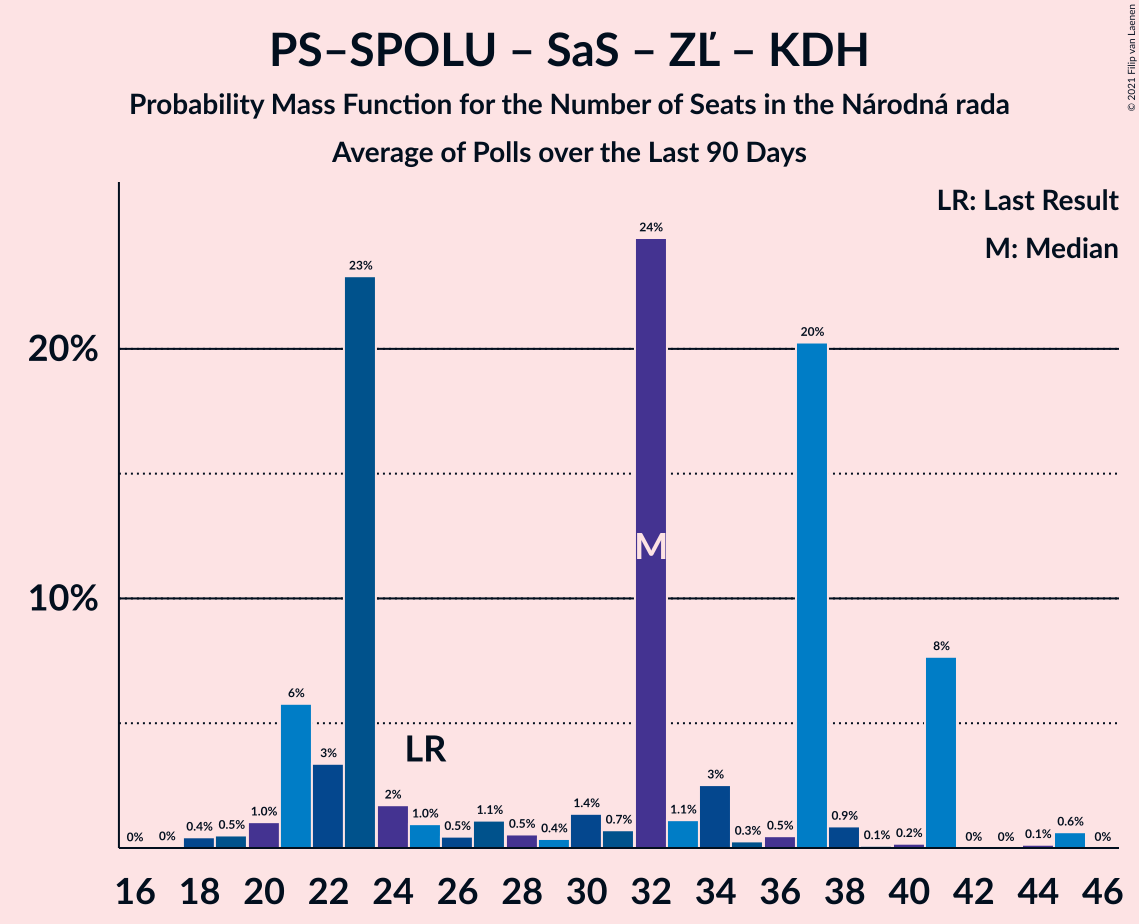 PS–SPOLU – SaS – ZĽ – KDH
Probability Mass Function for the Number of Seats in the Národná rada
Average of Polls over the Last 90 Days
© 2021 Filip van Laenen
LR: Last Result
M: Median
20%
10%
0% 0% 0.4% 0.5% 1.0% 6% 3% 23% 2% 1.0% 0.5% 1.1% 0.5% 0.4% 1.4% 0.7% 24% 1.1% 3% 0.3% 0.5% 20% 0.9% 0.1% 0.2% 8% 0% 0% 0.1% 0.6% 0%
LR
M
16 18 20 22 24 26 28 30 32 34 36 38 40 42 44 46